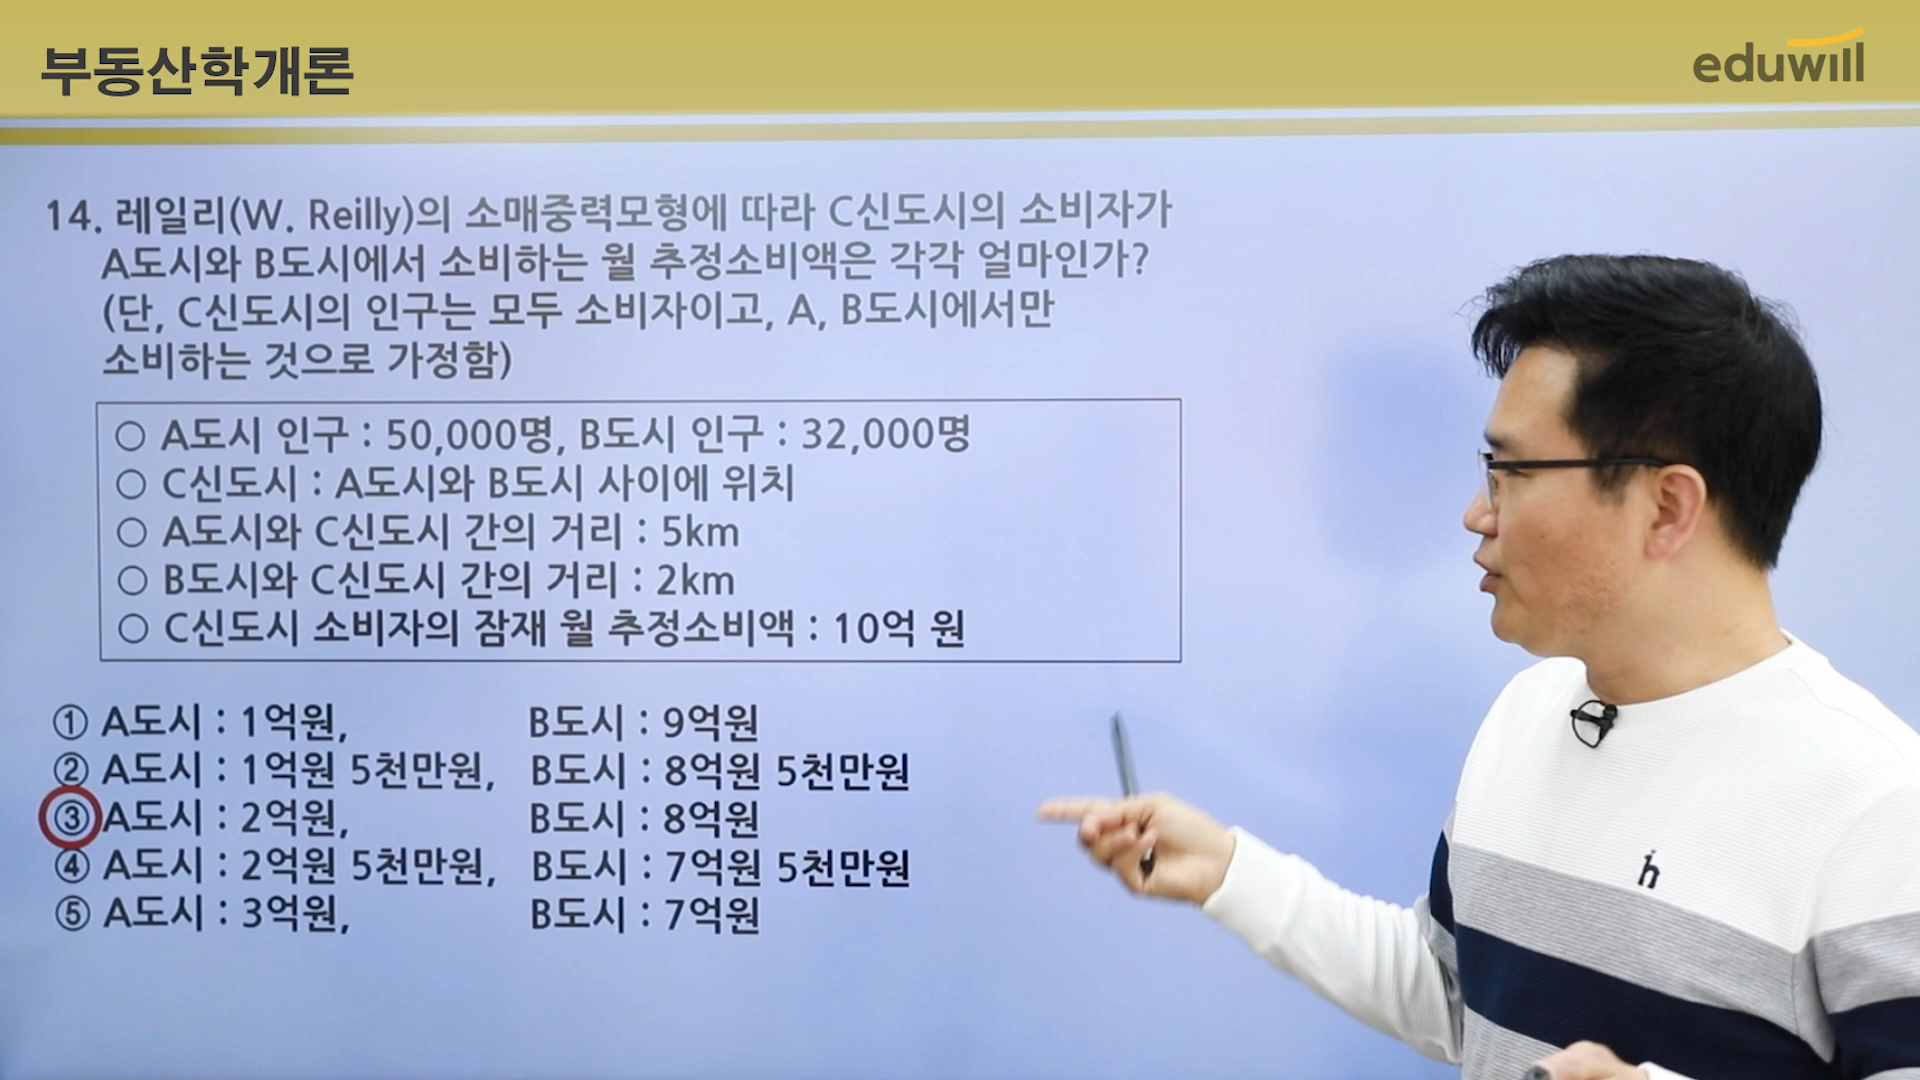 부동산학개론
eduwill
14. 레일리(W. Reilly)의 소매중력모형에 따라 C신도시의 소비자가
A도시와 B도시에서 소비하는 월 추정소비액은 각각 얼마인가?
(단, C신도시의 인구는 모두 소비자이고, A, B도시에서만
소비하는 것으로 가정함)
○ A도시 인구 : 50,000명, B도시 인구 : 32,000명
○ C신도시 : A도시와 B도시 사이에 위치
○ A도시와 C신도시 간의 거리 : 5km
○ B도시와 C신도시 간의 거리 : 2km
○ C신도시 소비자의 잠재 월 추정소비액 : 10억 원
① A도시 : 1억원, B도시 : 9억원
② A도시 : 1억원 5천만원, B도시 : 8억원 5천만원
③ A도시 : 2억원, B도시 : 8억원
④ A도시 : 2억원 5천만원, B도시 : 7억원 5천만원
⑤ A도시 : 3억원, B도시 : 7억원
h